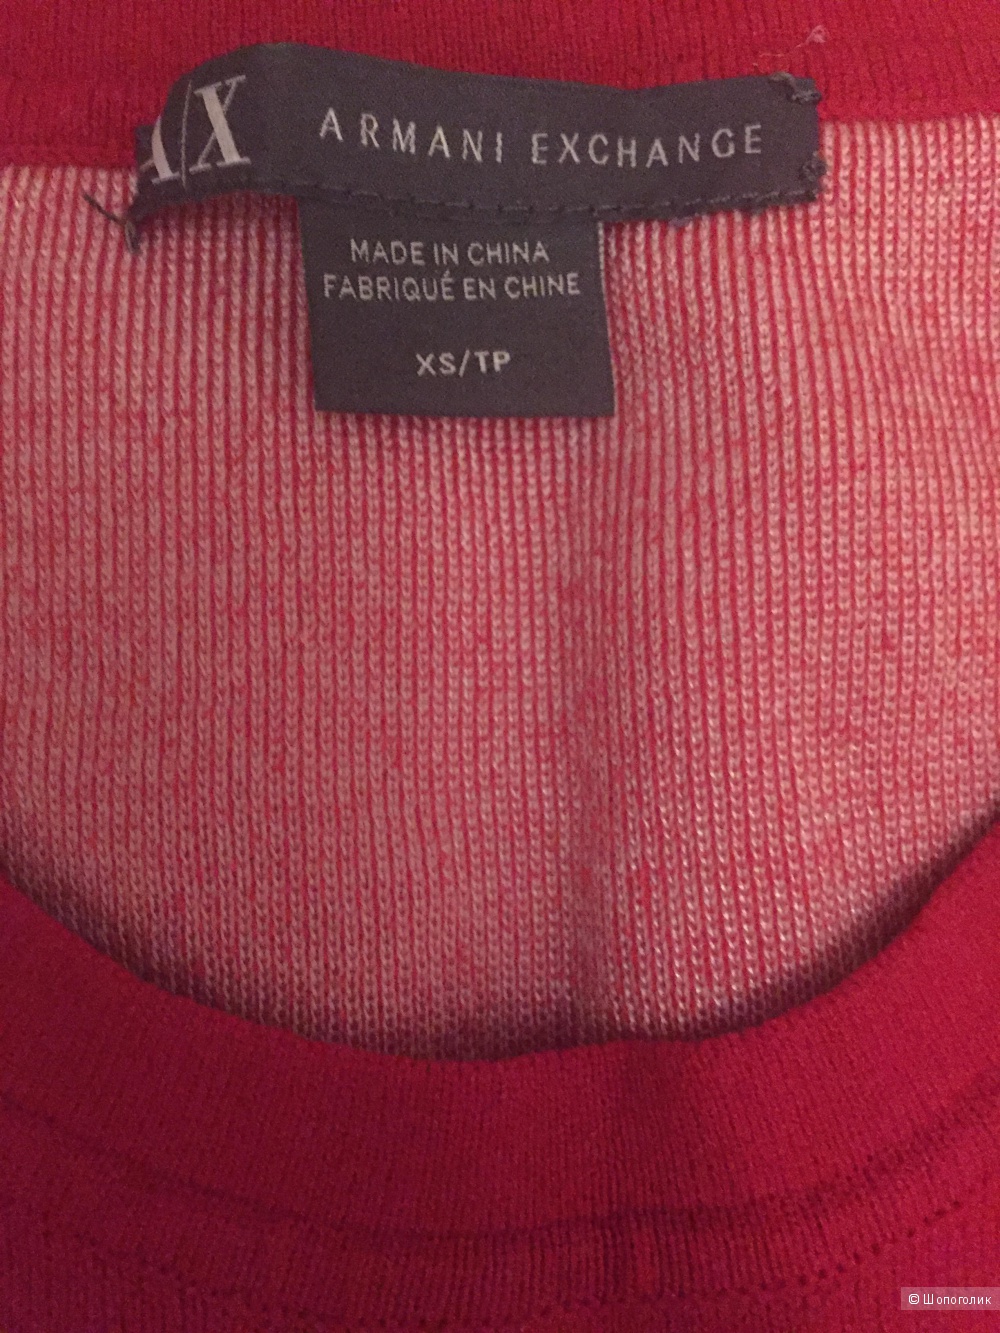 A/X ARMANI EXCHANGE
MADE IN CHINA
FABRIQUÉ EN CHINE
XS/TP
© Шопоголик